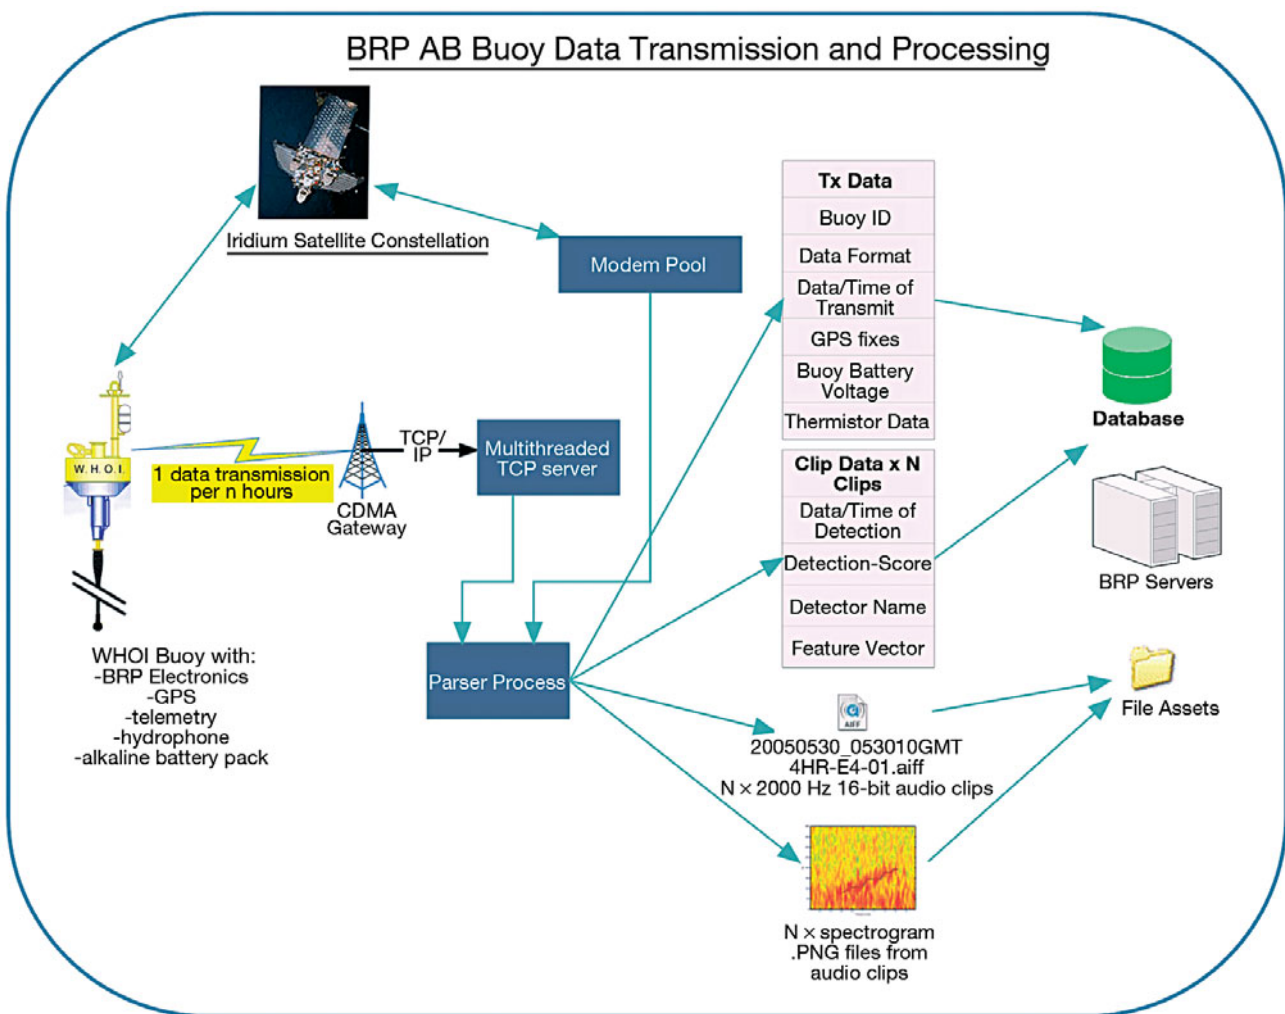 BRP AB Buoy Data Transmission and Processing
Iridium Satellite Constellation
Modem Pool
W. H. O. I.
1 data transmission
per n hours
CDMA
Gateway
TCP/
IP
Multithreaded
TCP server
WHOI Buoy with:
-BRP Electronics
-GPS
-telemetry
-hydrophone
-alkaline battery pack
Parser Process
Tx Data
Buoy ID
Data Format
Data/Time of
Transmit
GPS fixes
Buoy Battery
Voltage
Thermistor Data
Clip Data x N
Clips
Data/Time of
Detection
Detection-Score
Detector Name
Feature Vector
AIFF
20050530_053010GMT
4HR-E4-01.aiff
N × 2000 Hz 16-bit audio clips
N × spectrogram
.PNG files from
audio clips
Database
BRP Servers
File Assets